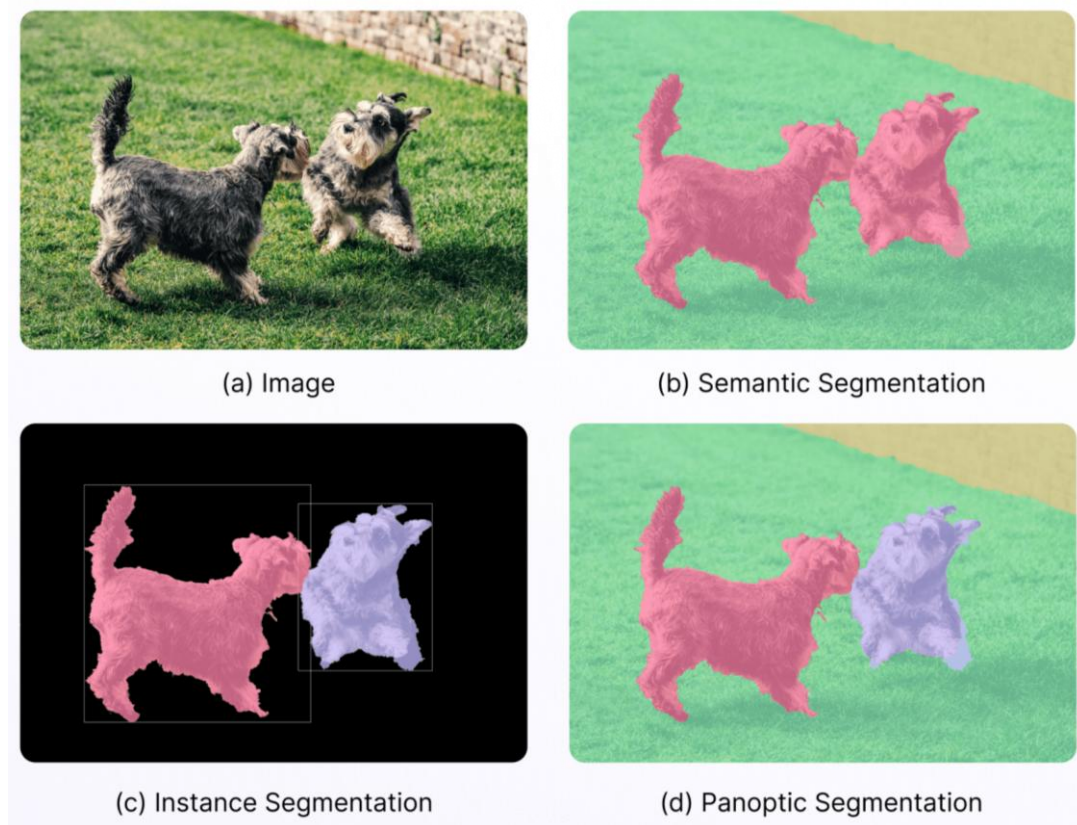 (a) Image
(b) Semantic Segmentation
(c) Instance Segmentation
(d) Panoptic Segmentation